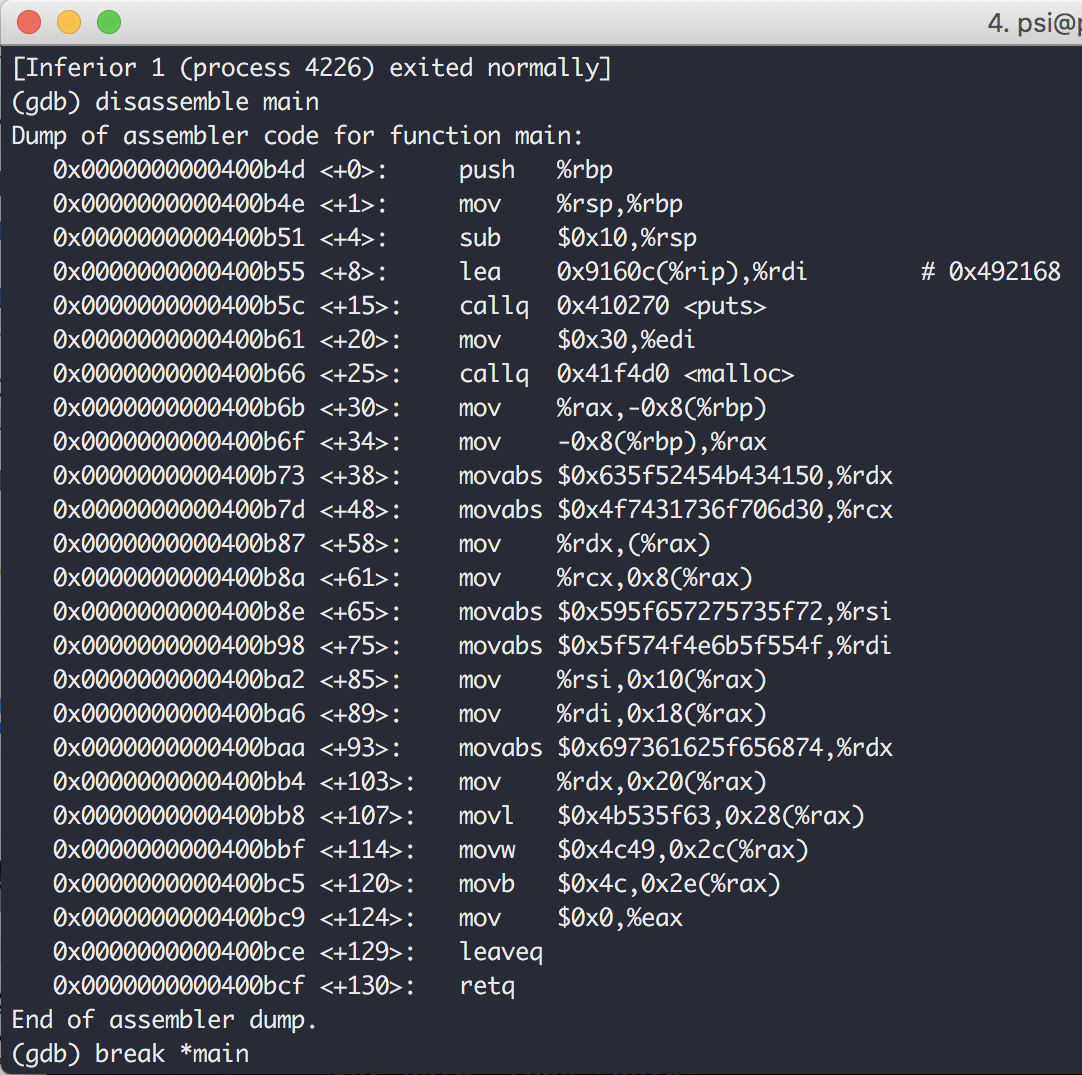 4. psi@p
[Inferior 1 (process 4226) exited normally]
(gdb) disassemble main
Dump of assembler code for function main:
   0x0000000000400b4d <+0>:     push   %rbp
   0x0000000000400b4e <+1>:     mov    %rsp,%rbp
   0x0000000000400b51 <+4>:     sub    $0x10,%rsp
   0x0000000000400b55 <+8>:     lea    0x9160c(%rip),%rdi        # 0x492168
   0x0000000000400b5c <+15>:    callq  0x410270 <puts>
   0x0000000000400b61 <+20>:    mov    $0x30,%edi
   0x0000000000400b66 <+25>:    callq  0x41f4d0 <malloc>
   0x0000000000400b6b <+30>:    mov    %rax,-0x8(%rbp)
   0x0000000000400b6f <+34>:    mov    -0x8(%rbp),%rax
   0x0000000000400b73 <+38>:    movabs $0x635f52454b434150,%rdx
   0x0000000000400b7d <+48>:    movabs $0x4f7431736f706d30,%rcx
   0x0000000000400b87 <+58>:    mov    %rdx,(%rax)
   0x0000000000400b8a <+61>:    mov    %rcx,0x8(%rax)
   0x0000000000400b8e <+65>:    movabs $0x595f657275735f72,%rsi
   0x0000000000400b98 <+75>:    movabs $0x5f574f4e6b5f554f,%rdi
   0x0000000000400ba2 <+85>:    mov    %rsi,0x10(%rax)
   0x0000000000400ba6 <+89>:    mov    %rdi,0x18(%rax)
   0x0000000000400baa <+93>:    movabs $0x697361625f656874,%rdx
   0x0000000000400bb4 <+103>:   mov    %rdx,0x20(%rax)
   0x0000000000400bb8 <+107>:   movl   $0x4b535f63,0x28(%rax)
   0x0000000000400bbf <+114>:   movw   $0x4c49,0x2c(%rax)
   0x0000000000400bc5 <+120>:   movb   $0x4c,0x2e(%rax)
   0x0000000000400bc9 <+124>:   mov    $0x0,%eax
   0x0000000000400bce <+129>:   leaveq
   0x0000000000400bcf <+130>:   retq
End of assembler dump.
(gdb) break *main